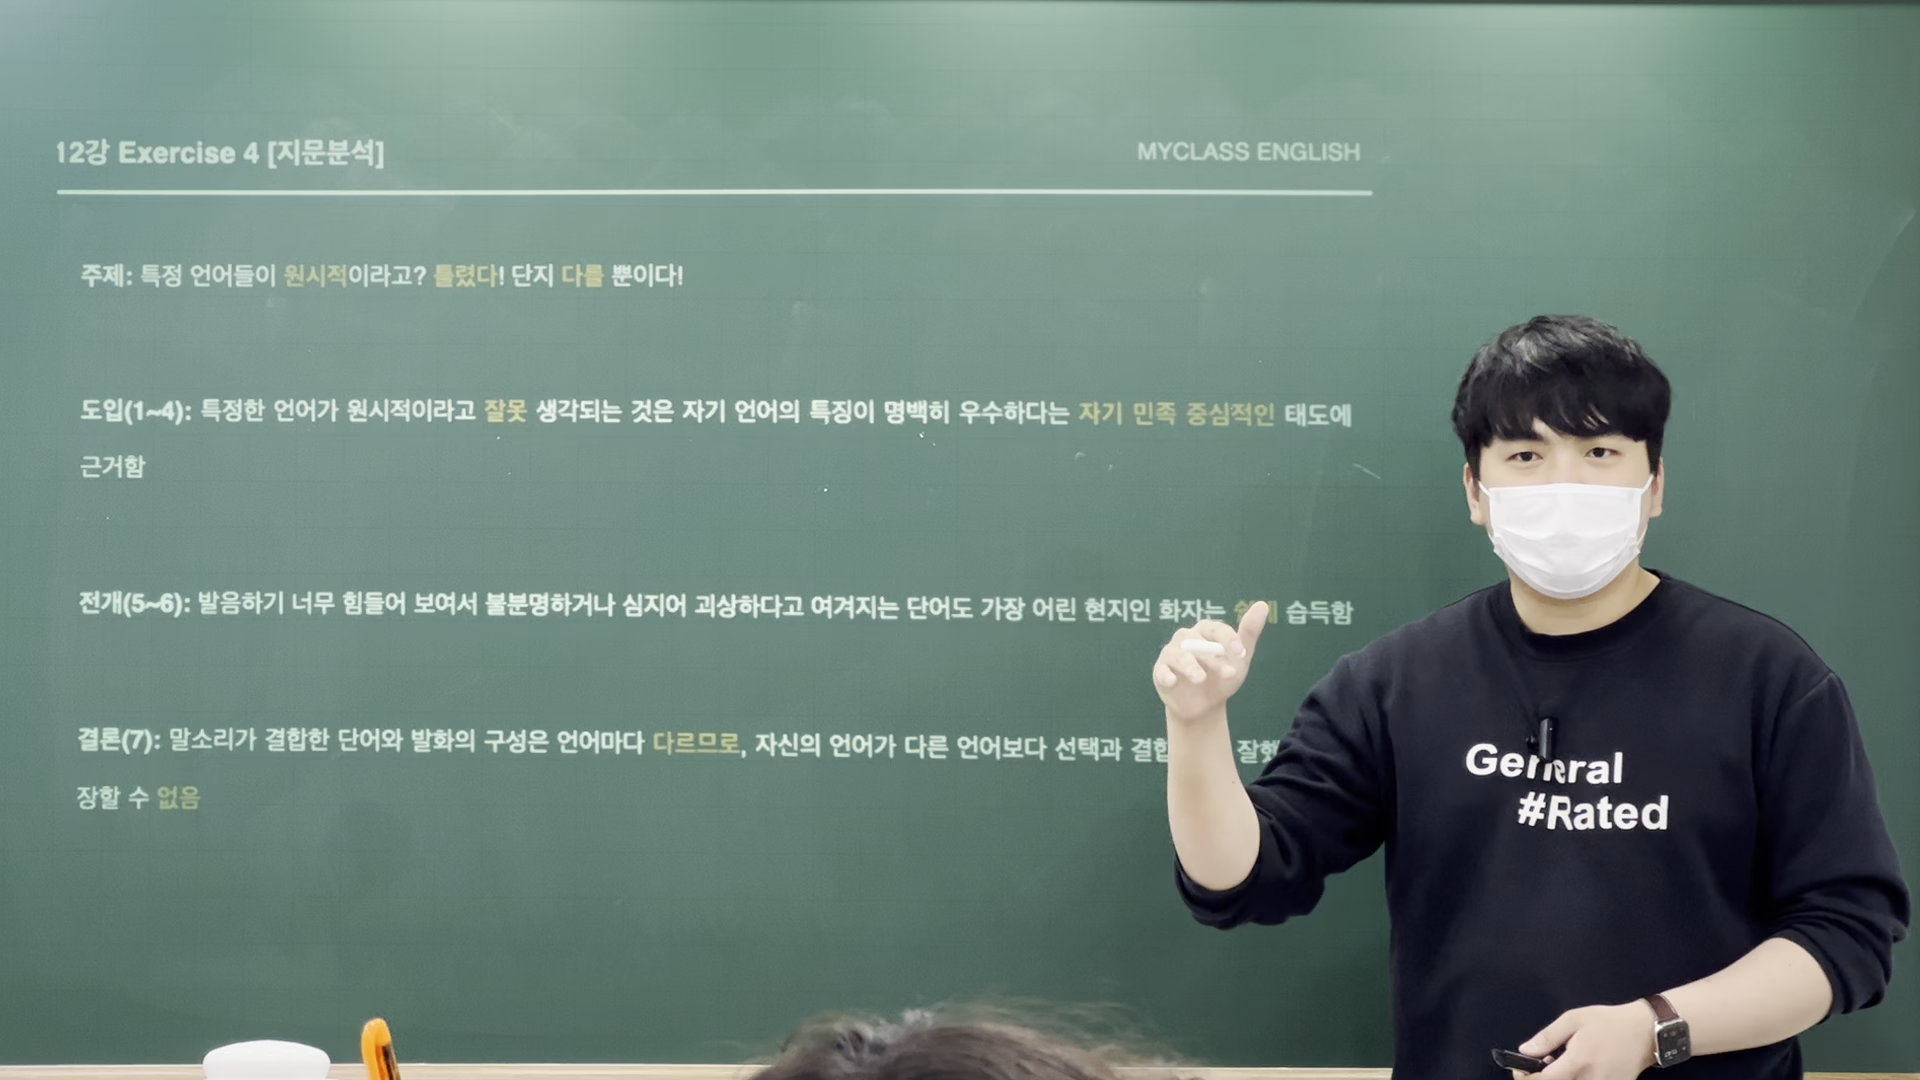 12강 Exercise 4 [지문분석]
MYCLASS ENGLISH
주제: 특정 언어들이 원시적이라고? 틀렸다! 단지 다를 뿐이다!
도입(1~4): 특정한 언어가 원시적이라고 잘못 생각되는 것은 자기 언어의 특징이 명백히 우수하다는 자기 민족 중심적인 태도에
근거함
전개(5~6): 발음하기 너무 힘들어 보여서 불분명하거나 심지어 괴상하다고 여겨지는 단어도 가장 어린 현지인 화자는 습득함
결론(7): 말소리가 결합한 단어와 발화의 구성은 언어마다 다르므로, 자신의 언어가 다른 언어보다 선택과
장할 수 없음
General
#Rated